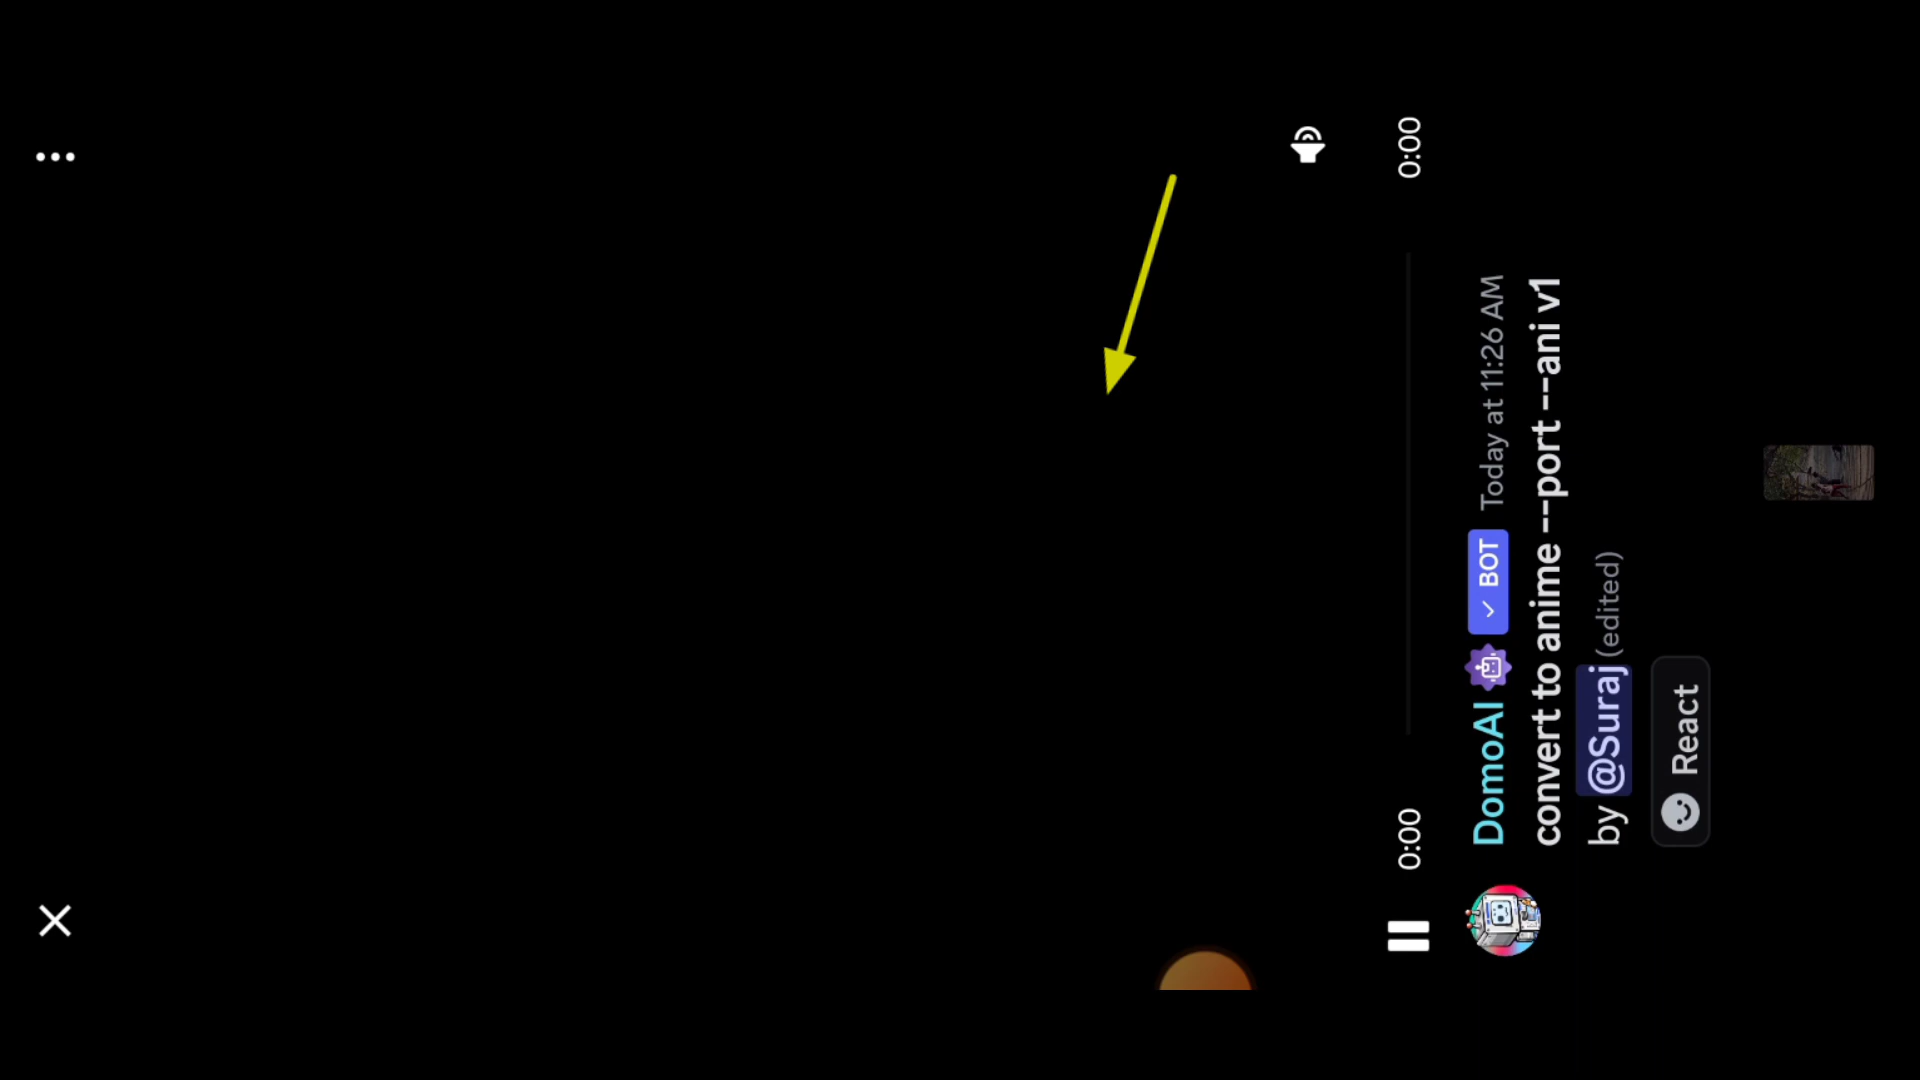 0:00
0:00
DomoAI BOT Today at 11:26 AM
convert to anime --port --ani v1
by @Suraj (edited)
React